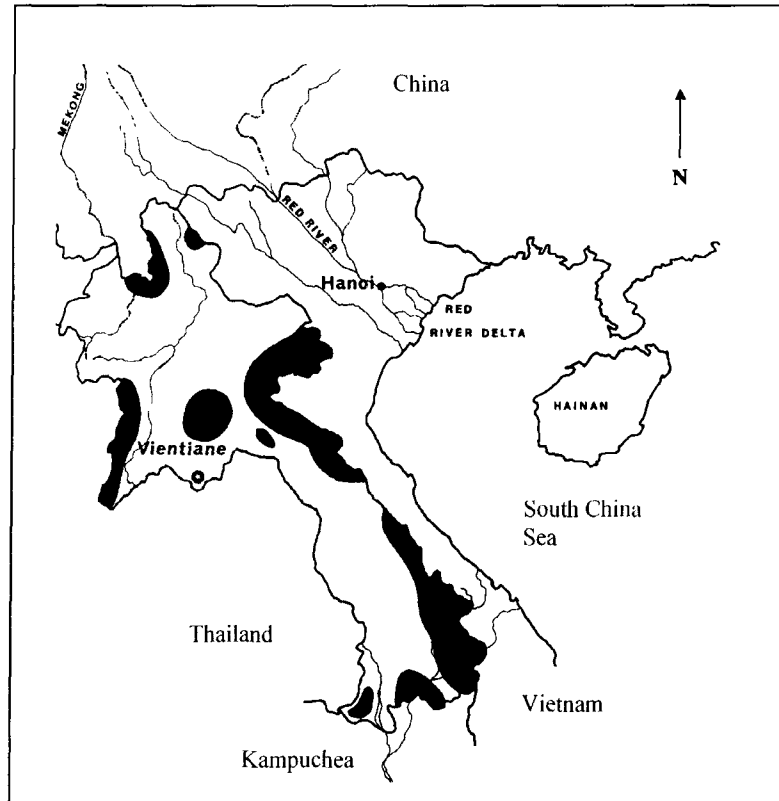 China
MEKONG
N
RED RIVER
Hanoi
RED
RIVER DELTA
HAINAN
Vientiane
South China
Sea
Thailand
Vietnam
Kampuchea